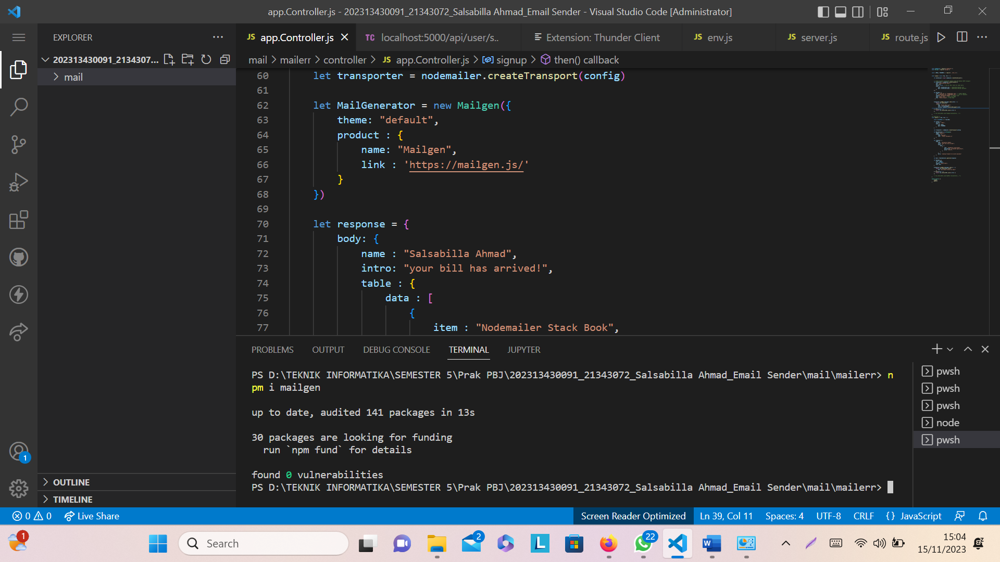 app.Controller.js - 202313430091_21343072_Salsabilla Ahmad_Email Sender - Visual Studio Code [Administrator]
EXPLORER
202313430091_2134307...
mail
JS app.Controller.js
TC localhost:5000/api/user/s..
Extension: Thunder Client
JS env.js
JS server.js
JS route.js
mail > mailerr > controller > JS app.Controller.js > signup > then() callback
60 let transporter = nodemailer.createTransport(config)
61
62 let MailGenerator = new Mailgen({
63 theme: "default",
64 product : {
65 name: "Mailgen",
66 link : 'https://mailgen.js/'
67 }
68 })
69
70 let response = {
71 body: {
72 name : "Salsabilla Ahmad",
73 intro: "your bill has arrived!",
74 table : {
75 data : [
76 {
77 item : "Nodemailer Stack Book",
PROBLEMS OUTPUT DEBUG CONSOLE TERMINAL JUPYTER
PS D:\TEKNIK INFORMATIKA\SEMESTER 5\Prak PBJ\202313430091_21343072_Salsabilla Ahmad_Email Sender\mail\mailerr> n
pm i mailgen
up to date, audited 141 packages in 13s
30 packages are looking for funding
run `npm fund` for details
found 0 vulnerabilities
PS D:\TEKNIK INFORMATIKA\SEMESTER 5\Prak PBJ\202313430091_21343072_Salsabilla Ahmad_Email Sender\mail\mailerr>
pwsh
pwsh
pwsh
node
pwsh
1
OUTLINE
TIMELINE
0 0 Live Share
Screen Reader Optimized
Ln 39, Col 11
Spaces: 4
UTF-8
CRLF
{} JavaScript
1
Search
2
22
15:04
15/11/2023